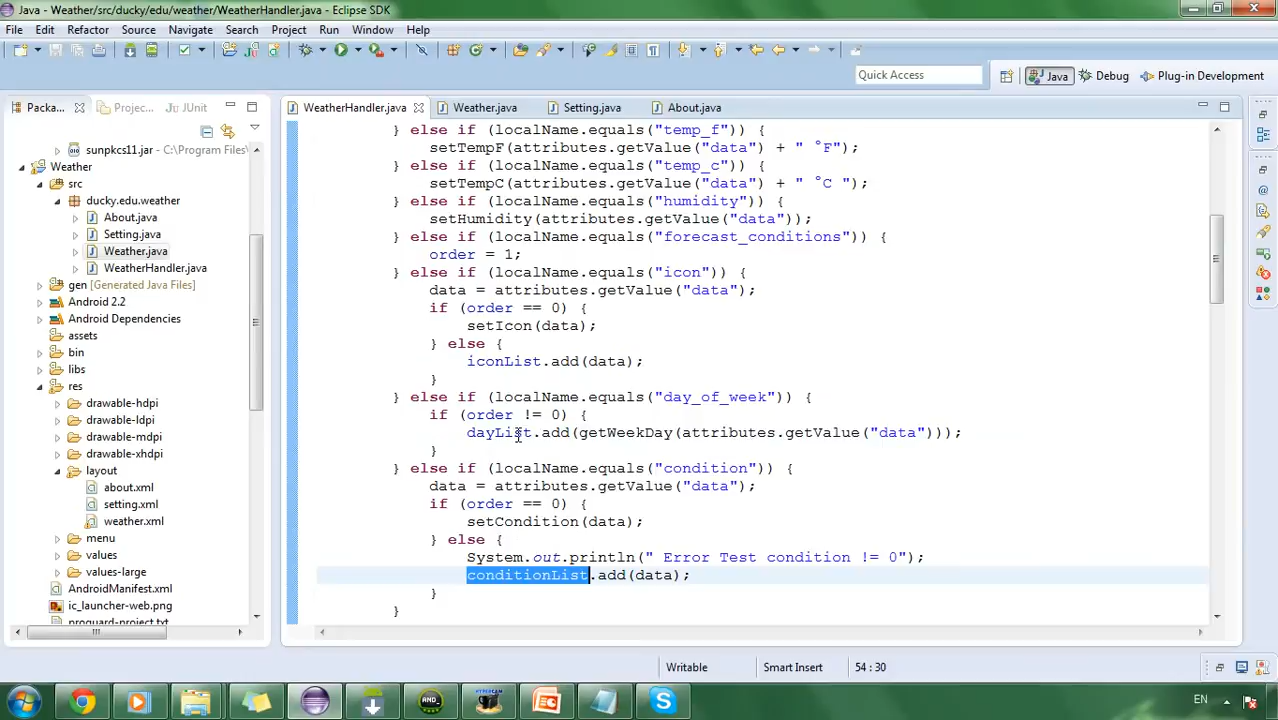 Java - Weather/src/ducky/edu/weather/WeatherHandler.java - Eclipse SDK
File Edit Refactor Source Navigate Search Project Run Window Help
Quick Access
Java
Debug
Plug-in Development
Packa...
Projec...
JUnit
WeatherHandler.java
Weather.java
Setting.java
About.java
sunpkcs11.jar - C:\Program Files\
Weather
src
ducky.edu.weather
About.java
Setting.java
Weather.java
WeatherHandler.java
gen [Generated Java Files]
Android 2.2
Android Dependencies
assets
bin
libs
res
drawable-hdpi
drawable-ldpi
drawable-mdpi
drawable-xhdpi
layout
about.xml
setting.xml
weather.xml
menu
values
values-large
AndroidManifest.xml
ic_launcher-web.png
proguard-project.txt
} else if (localName.equals("temp_f")) {
setTempF(attributes.getValue("data") + " °F");
} else if (localName.equals("temp_c")) {
setTempC(attributes.getValue("data") + " °C ");
} else if (localName.equals("humidity")) {
setHumidity(attributes.getValue("data"));
} else if (localName.equals("forecast_conditions")) {
order = 1;
} else if (localName.equals("icon")) {
data = attributes.getValue("data");
if (order == 0) {
setIcon(data);
} else {
iconList.add(data);
}
} else if (localName.equals("day_of_week")) {
if (order != 0) {
dayList.add(getWeekDay(attributes.getValue("data")));
}
} else if (localName.equals("condition")) {
data = attributes.getValue("data");
if (order == 0) {
setCondition(data);
} else {
System.out.println(" Error Test condition != 0");
conditionList.add(data);
}
}
Writable
Smart Insert
54 : 30
EN